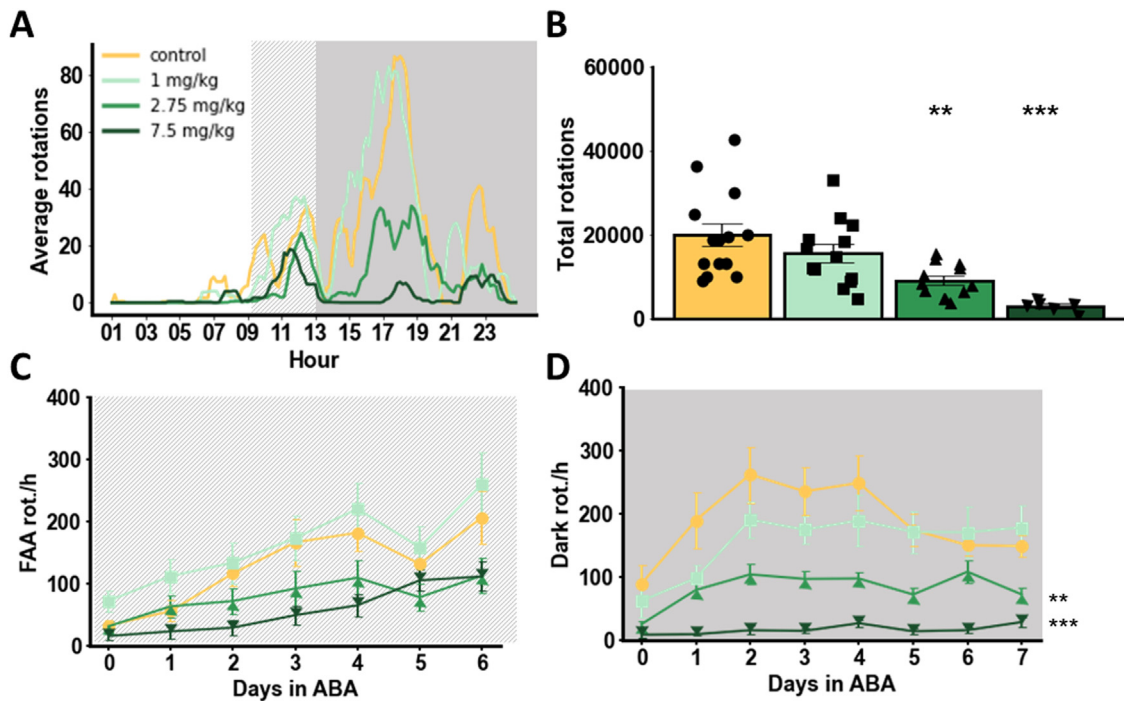 A
Average rotations
control
1 mg/kg
2.75 mg/kg
7.5 mg/kg
80
60
40
20
0
01 03 05 07 09 11 13 15 17 19 21 23
Hour
B
Total rotations
60000
40000
20000
0
** ***
C
FAA rot./h
400
300
200
100
0
0 1 2 3 4 5 6
Days in ABA
D
Dark rot./h
400
300
200
100
0
**
***
0 1 2 3 4 5 6 7
Days in ABA